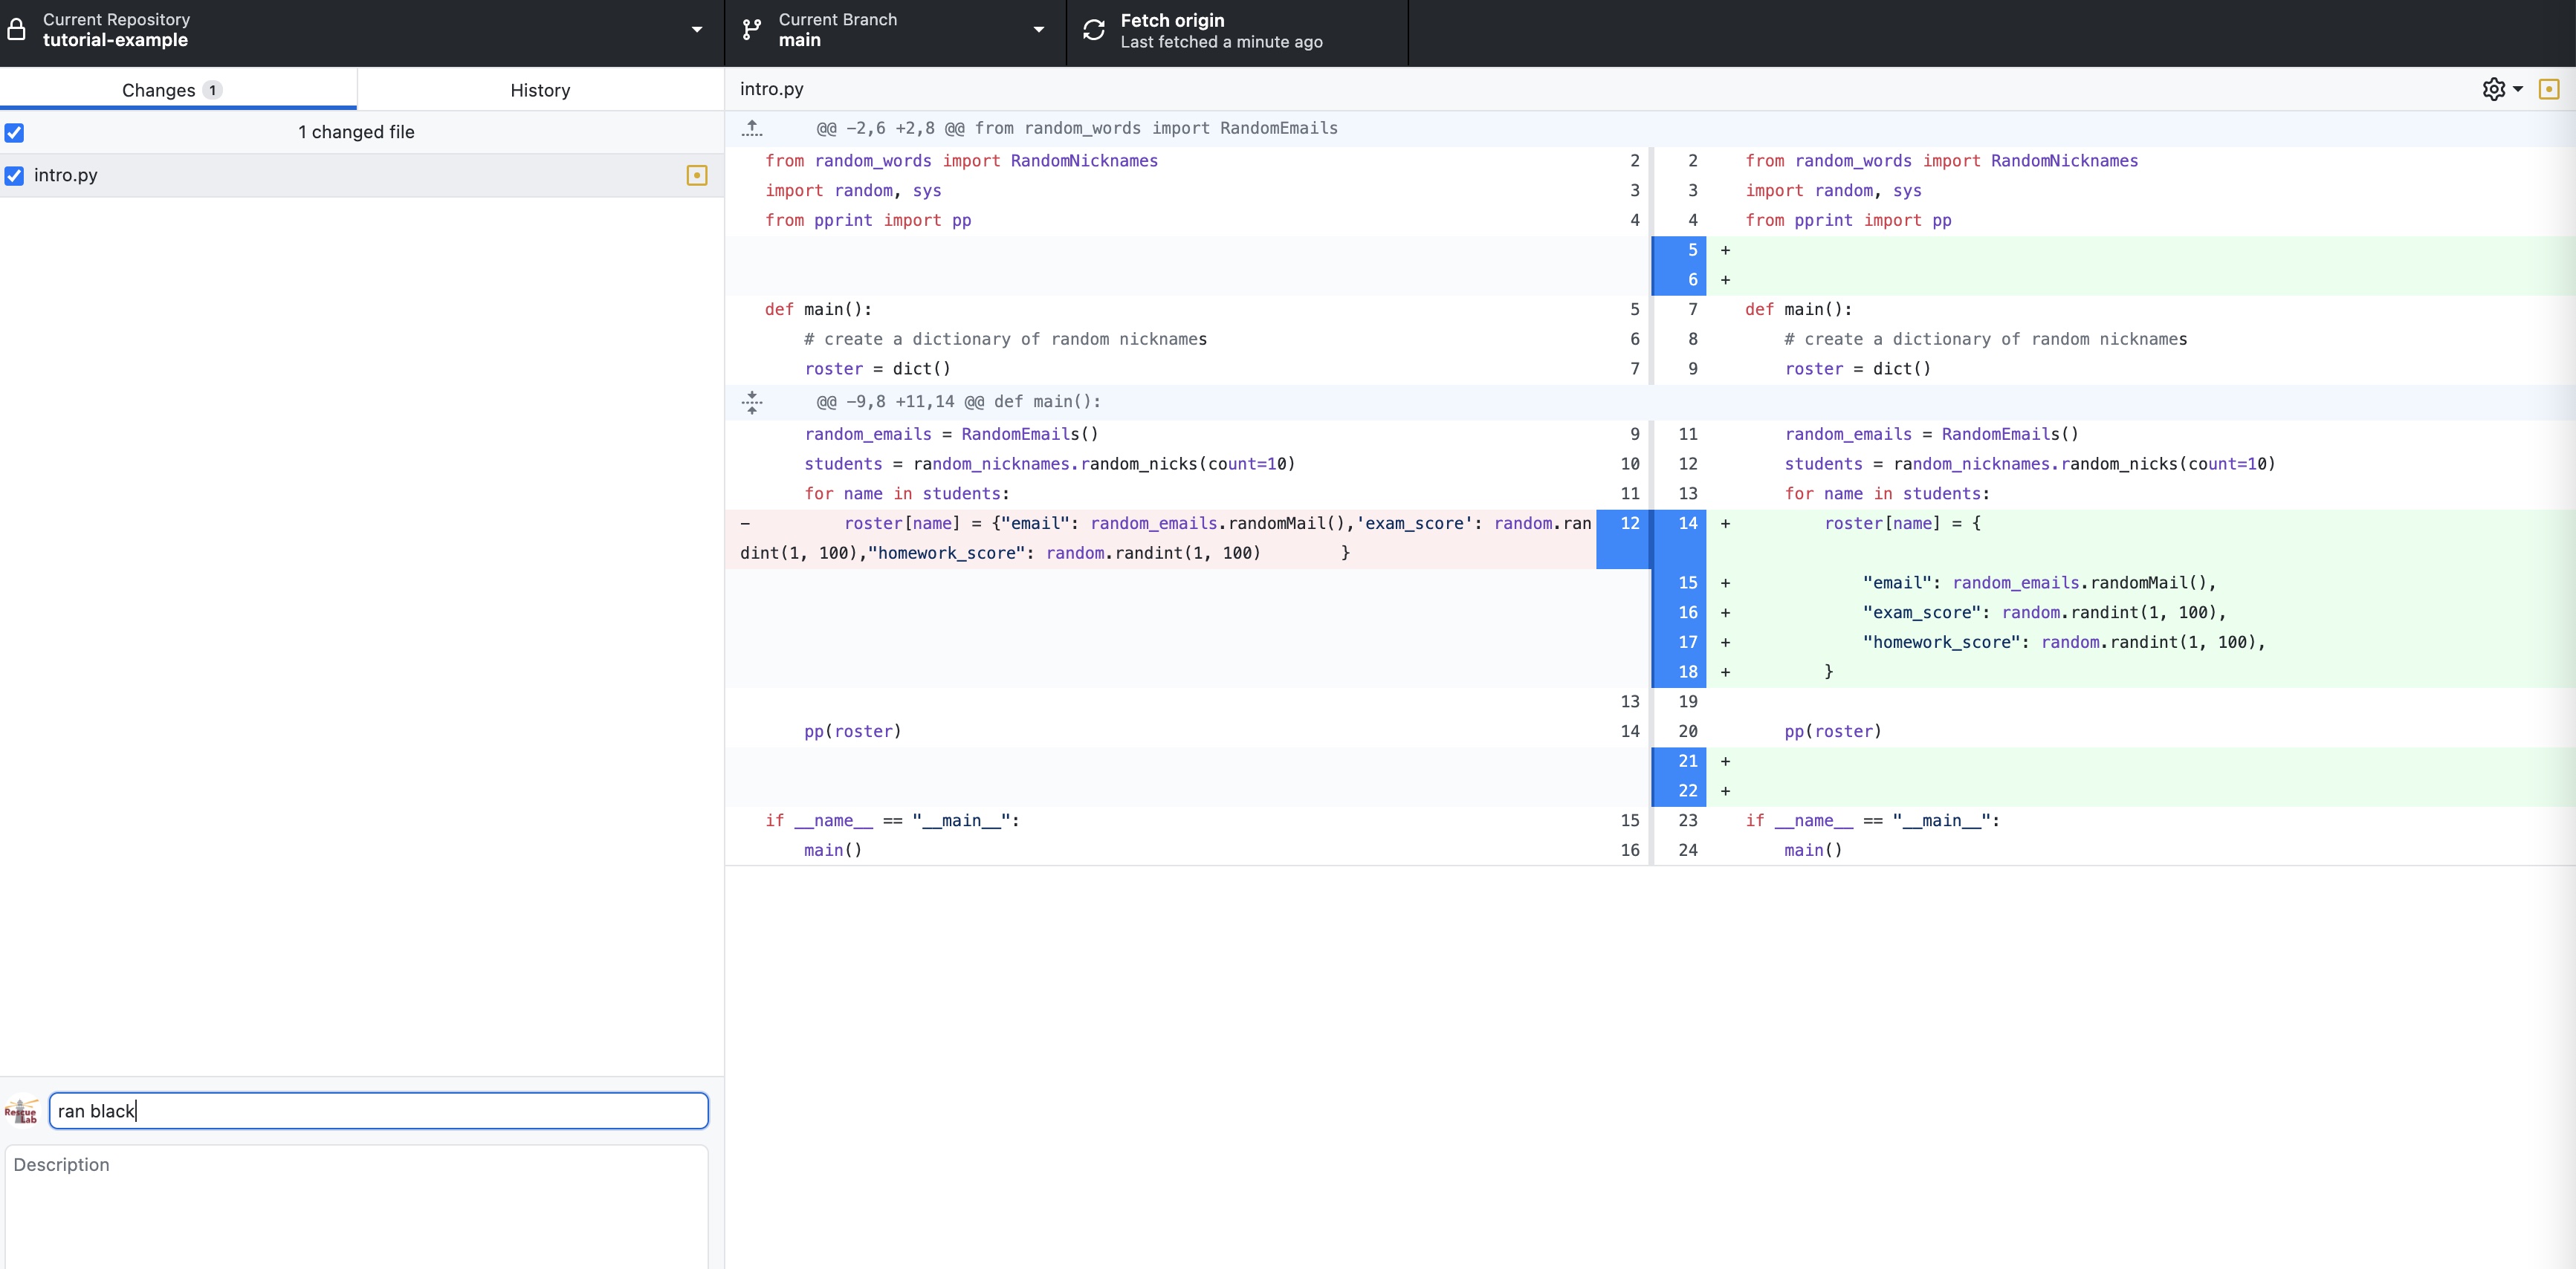 Current Repository
tutorial-example
Current Branch
main
Fetch origin
Last fetched a minute ago
Changes 1
History
1 changed file
intro.py
intro.py
@@ -2,6 +2,8 @@ from random_words import RandomEmails
from random_words import RandomNicknames 2 2 from random_words import RandomNicknames
import random, sys 3 3 import random, sys
from pprint import pp 4 4 from pprint import pp
5 +
6 +
def main(): 5 7 def main():
# create a dictionary of random nicknames 6 8 # create a dictionary of random nicknames
roster = dict() 7 9 roster = dict()
@@ -9,8 +11,14 @@ def main():
random_emails = RandomEmails() 9 11 random_emails = RandomEmails()
students = random_nicknames.random_nicks(count=10) 10 12 students = random_nicknames.random_nicks(count=10)
for name in students: 11 13 for name in students:
- roster[name] = {"email": random_emails.randomMail(),'exam_score': random.ran 12 14 + roster[name] = {
dint(1, 100),"homework_score": random.randint(1, 100)         }
15 + "email": random_emails.randomMail(),
16 + "exam_score": random.randint(1, 100),
17 + "homework_score": random.randint(1, 100),
18 + }
13 19
pp(roster) 14 20 pp(roster)
21 +
22 +
if __name__ == "__main__": 15 23 if __name__ == "__main__":
main() 16 24 main()
Rescue
Lab
ran black
Description